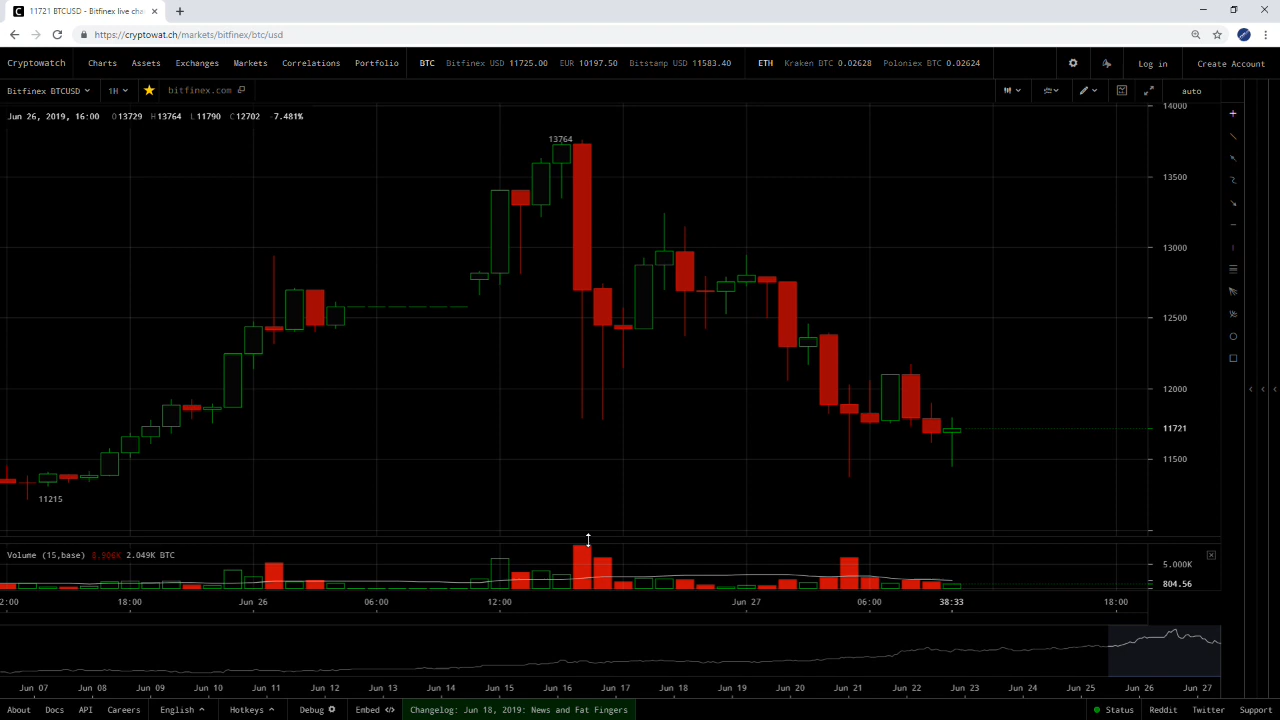 11721 BTCUSD - Bitfinex live cha
https://cryptowat.ch/markets/bitfinex/btc/usd
Cryptowatch Charts Assets Exchanges Markets Correlations Portfolio BTC Bitfinex USD 11725.00 EUR 10197.50 Bitstamp USD 11583.40 ETH Kraken BTC 0.02628 Poloniex BTC 0.02624 Log in Create Account
Bitfinex BTCUSD 1H bitfinex.com auto
Jun 26, 2019, 16:00 O13729 H13764 L11790 C12702 -7.481%
14000
13764
13500
13000
12500
12000
11721
11500
11215
Volume (15,base) 8.906K 2.049K BTC
5.000K
804.56
2:00 18:00 Jun 26 06:00 12:00 Jun 27 06:00 38:33 18:00
Jun 07 Jun 08 Jun 09 Jun 10 Jun 11 Jun 12 Jun 13 Jun 14 Jun 15 Jun 16 Jun 17 Jun 18 Jun 19 Jun 20 Jun 21 Jun 22 Jun 23 Jun 24 Jun 25 Jun 26 Jun 27
About Docs API Careers English Hotkeys Debug Embed Changelog: Jun 18, 2019: News and Fat Fingers Status Reddit Twitter Support